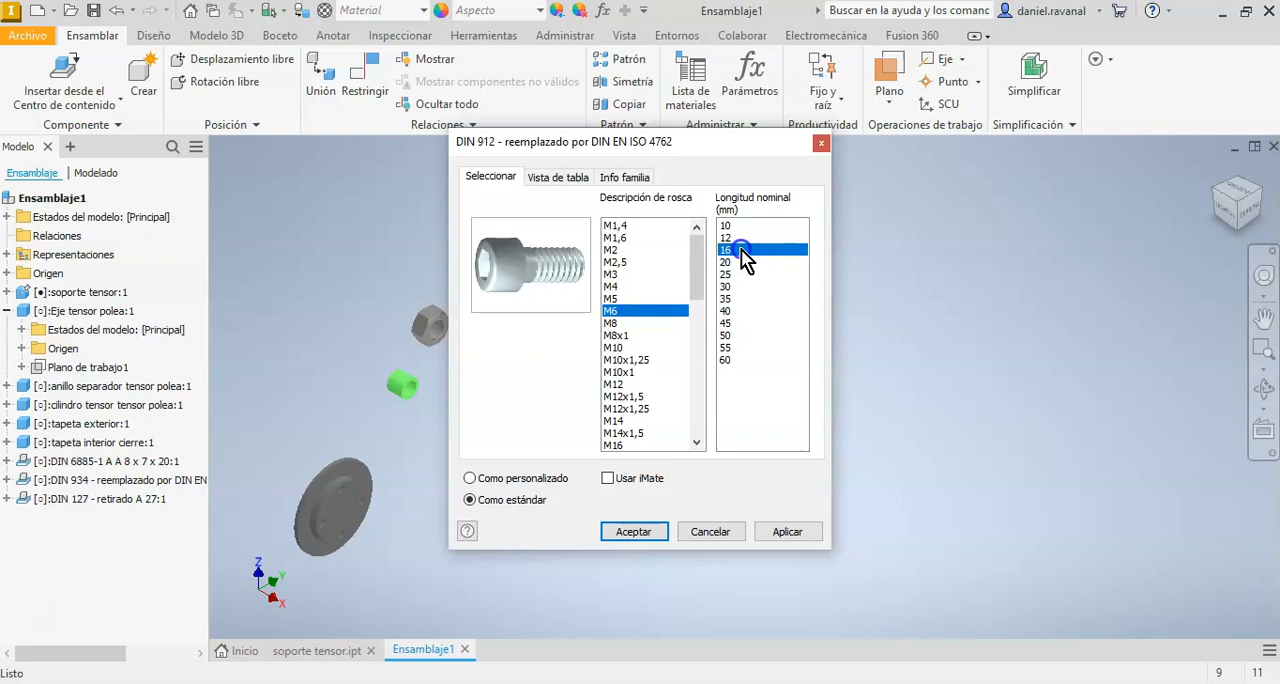 Material
Aspecto
Ensamblaje1
Buscar en la ayuda y los comanc
daniel.ravanal
Archivo
Ensamblar
Diseño
Modelo 3D
Boceto
Anotar
Inspeccionar
Herramientas
Administrar
Vista
Entornos
Colaborar
Electromecánica
Fusion 360
Insertar desde el
Centro de contenido
Crear
Desplazamiento libre
Rotación libre
Unión
Restringir
Mostrar
Mostrar componentes no válidos
Ocultar todo
Patrón
Simetría
Copiar
Lista de
materiales
Parámetros
Fijo y
raíz
Plano
Eje
Punto
SCU
Simplificar
Componente
Posición
Relaciones
Patrón
Administrar
Productividad
Operaciones de trabajo
Simplificación
Modelo
Ensamblaje
Modelado
Ensamblaje1
Estados del modelo: [Principal]
Relaciones
Representaciones
Origen
[•]:soporte tensor:1
[○]:Eje tensor polea:1
Estados del modelo: [Principal]
Origen
Plano de trabajo1
[○]:anillo separador tensor polea:1
[○]:cilindro tensor tensor polea:1
[○]:tapeta exterior:1
[○]:tapeta interior cierre:1
[○]:DIN 6885-1 A A 8 x 7 x 20:1
[○]:DIN 934 - reemplazado por DIN EN
[○]:DIN 127 - retirado A 27:1
DIN 912 - reemplazado por DIN EN ISO 4762
Seleccionar
Vista de tabla
Info familia
Descripción de rosca
Longitud nominal
(mm)
M1,4
M1,6
M2
M2,5
M3
M4
M5
M6
M8
M8x1
M10
M10x1,25
M10x1
M12
M12x1,5
M12x1,25
M14
M14x1,5
M16
10
12
16
20
25
30
35
40
45
50
55
60
Como personalizado
Como estándar
Usar iMate
Aceptar
Cancelar
Aplicar
Z
Y
X
Inicio
soporte tensor.ipt
Ensamblaje1
Listo
9
11